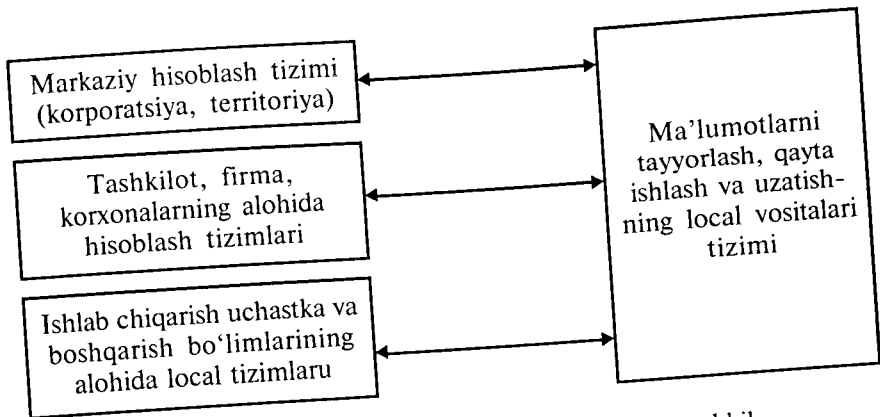 Markaziy hisoblash tizimi
(korporatsiya, territoriya)
Tashkilot, firma,
korxonalarning alohida
hisoblash tizimlari
Ishlab chiqarish uchastka va
boshqarish bo‘limlarining
alohida local tizimlaru
Ma’lumotlarni
tayyorlash, qayta
ishlash va uzatish-
ning local vositalari
tizimi